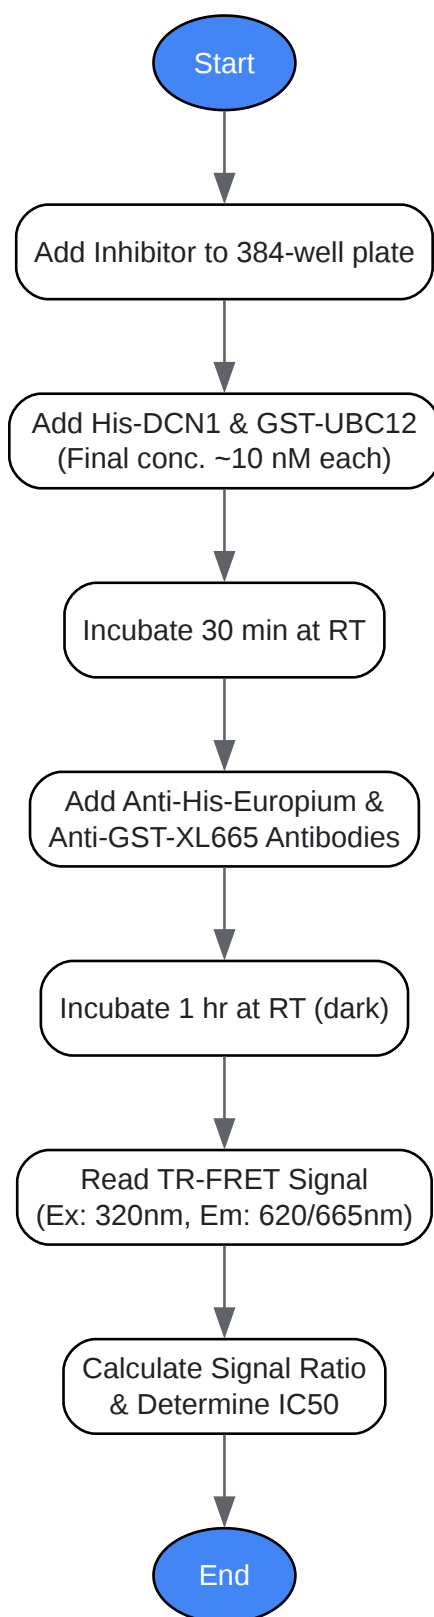 Start
Add Inhibitor to 384-well plate
Add His-DCN1 & GST-UBC12
(Final conc. ~10 nM each)
Incubate 30 min at RT
Add Anti-His-Europium &
Anti-GST-XL665 Antibodies
Incubate 1 hr at RT (dark)
Read TR-FRET Signal
(Ex: 320nm, Em: 620/665nm)
Calculate Signal Ratio
& Determine IC50
End